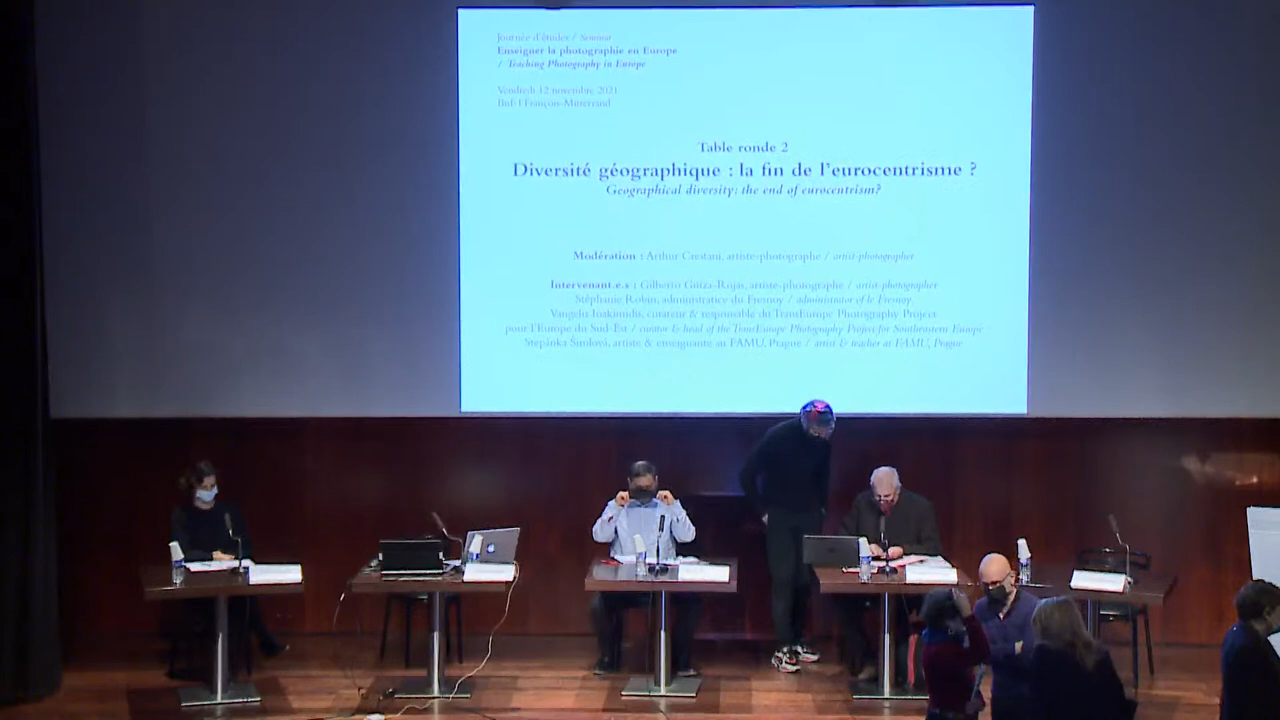 Journée d'études / Seminar
Enseigner la photographie en Europe
/ Teaching Photography in Europe
Vendredi 12 novembre 2021
BnF I François-Mitterrand
Table ronde 2
Diversité géographique : la fin de l'eurocentrisme ?
Geographical diversity: the end of eurocentrism?
Modération : Arthur Crestani, artiste-photographe / artist-photographer
Intervenant.e.s : Gilberto Güiza-Rojas, artiste-photographe / artist-photographer
Stéphanie Robin, administratice du Fresnoy / administrator of le Fresnoy
Vangelis Ioakimidis, curateur & responsible du TransEurope Photography Project
pour l'Europe du Sud-Est / curator & head of the TransEurope Photography Project for Southeastern Europe
Stepánka Šimlová, artiste & enseignante au FAMU, Prague / artist & teacher at FAMU, Prague